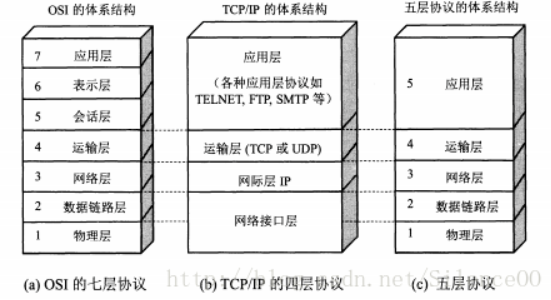 OSI 的体系结构
TCP/IP 的体系结构
五层协议的体系结构
7 应用层
6 表示层
5 会话层
4 运输层
3 网络层
2 数据链路层
1 物理层
应用层
(各种应用层协议如
TELNET, FTP, SMTP 等)
运输层 (TCP 或 UDP)
网际层 IP
网络接口层
5 应用层
4 运输层
3 网络层
2 数据链路层
1 物理层
(a) OSI 的七层协议
(b) TCP/IP 的四层协议
(c) 五层协议